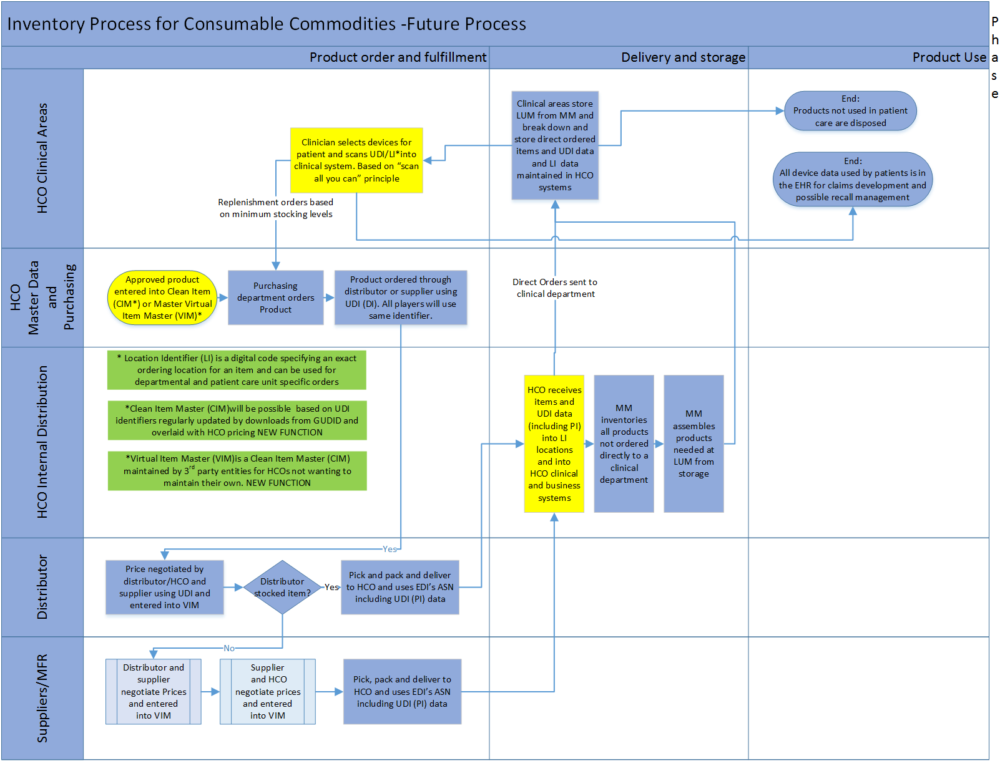 Inventory Process for Consumable Commodities -Future Process
Phase
Product order and fulfillment
Delivery and storage
Product Use
HCO Clinical Areas
Clinician selects devices for
patient and scans UDI/LI*into
clinical system. Based on “scan
all you can” principle
Replenishment orders based
on minimum stocking levels
Clinical areas store
LUM from MM and
break down and
store direct ordered
items and UDI data
and LI data
maintained in HCO
systems
End:
Products not used in patient
care are disposed
End:
All device data used by patients is in
the EHR for claims development and
possible recall management
HCO
Master Data
and
Purchasing
Approved product
entered into Clean Item
(CIM*) or Master Virtual
Item Master (VIM)*
Purchasing
department orders
Product
Product ordered through
distributor or supplier using
UDI (DI). All players will use
same identifier.
Direct Orders sent to
clinical department
HCO Internal Distribution
* Location Identifier (LI) is a digital code specifying an exact
ordering location for an item and can be used for
departmental and patient care unit specific orders
*Clean Item Master (CIM)will be possible based on UDI
identifiers regularly updated by downloads from GUDID and
overlaid with HCO pricing NEW FUNCTION
*Virtual Item Master (VIM)is a Clean Item Master (CIM)
maintained by 3rd party entities for HCOs not wanting to
maintain their own. NEW FUNCTION
HCO receives
items and
UDI data
(including PI)
into LI
locations
and into
HCO clinical
and business
systems
MM
inventories
all products
not ordered
directly to a
clinical
department
MM
assembles
products
needed at
LUM from
storage
Distributor
Yes
Price negotiated by
distributor/HCO and
supplier using UDI and
entered into VIM
Distributor
stocked item?
Yes
Pick and pack and deliver
to HCO and uses EDI’s ASN
including UDI (PI) data
Suppliers/MFR
No
Distributor and
supplier
negotiate Prices
and entered
into VIM
Supplier
and HCO
negotiate prices
and entered
into VIM
Pick, pack and deliver to
HCO and uses EDI’s ASN
including UDI (PI) data